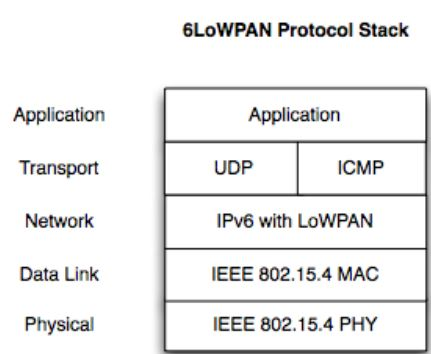 6LoWPAN Protocol Stack
Application Application
Transport UDP ICMP
Network IPv6 with LoWPAN
Data Link IEEE 802.15.4 MAC
Physical IEEE 802.15.4 PHY